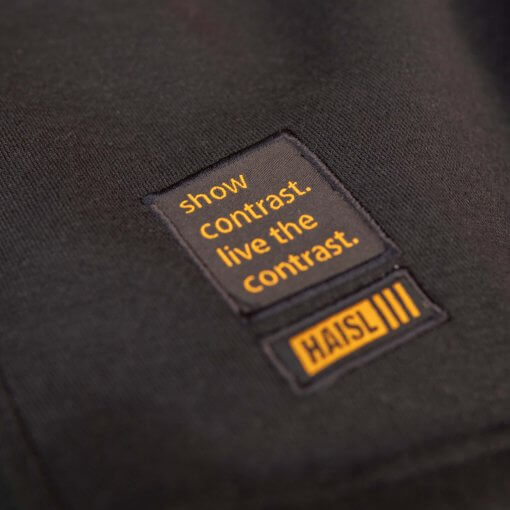 show
contrast.
live the
contrast.
HAISL